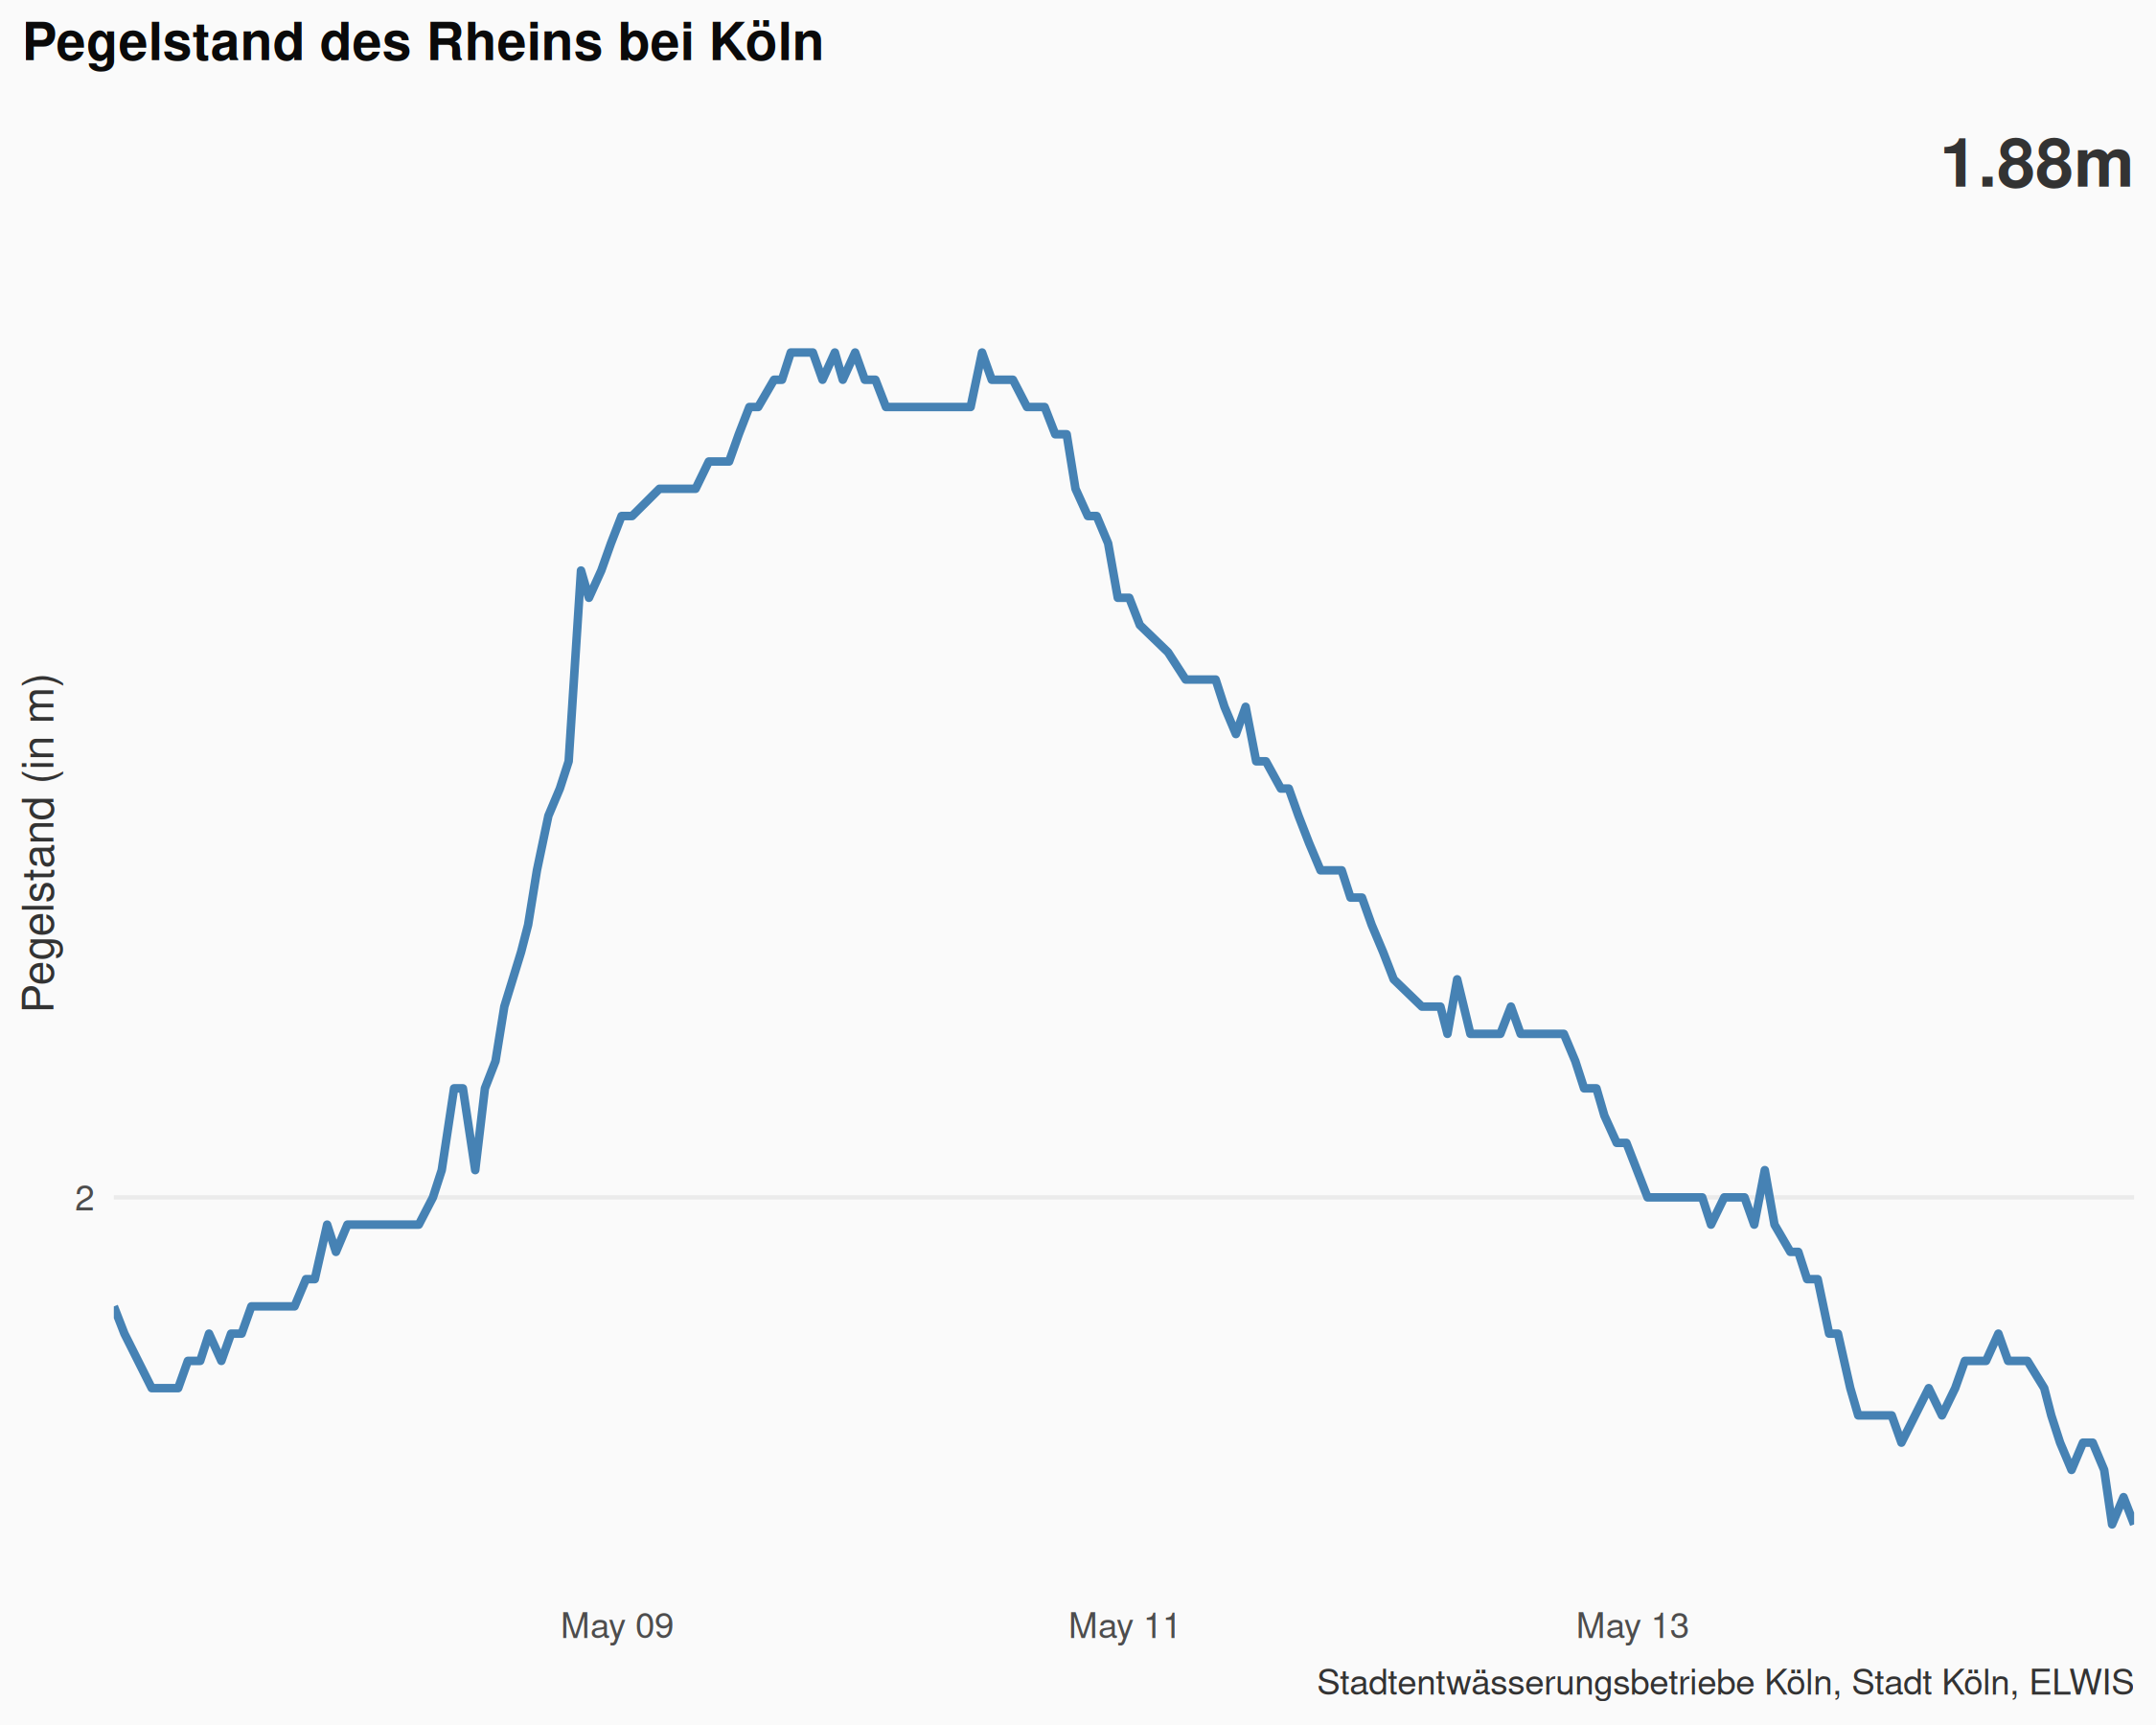 Pegelstand des Rheins bei Köln
1.88m
Pegelstand (in m)
2
May 09
May 11
May 13
Stadtentwässerungsbetriebe Köln, Stadt Köln, ELWIS